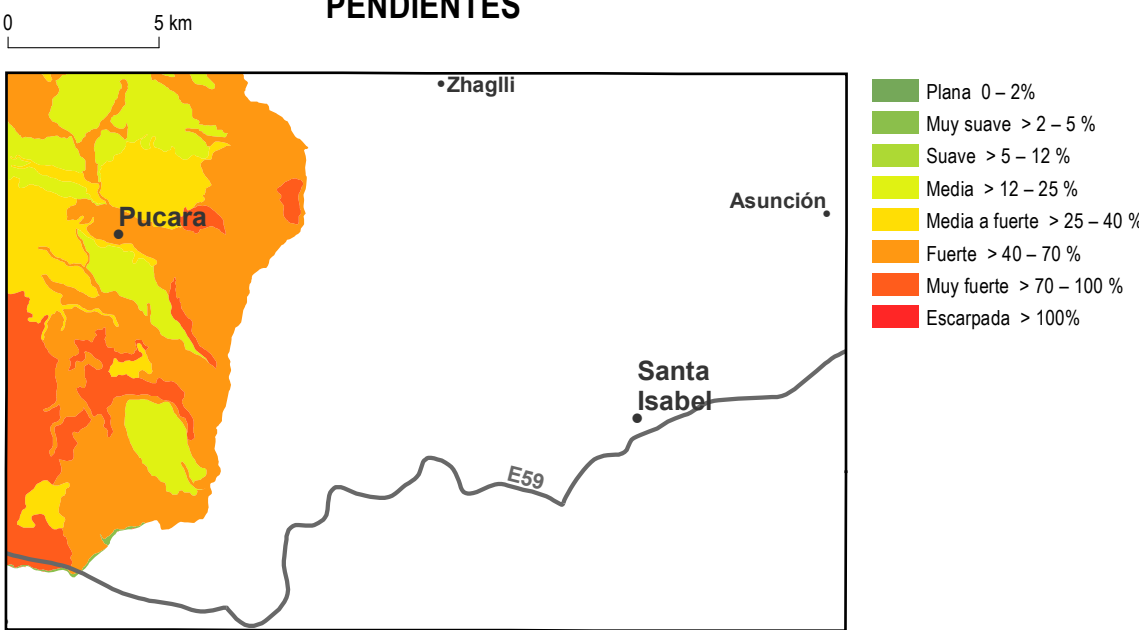 PENDIENTES
0 5 km
Zhaglli
Asunción
Pucara
Santa
Isabel
E59
Plana 0 – 2%
Muy suave > 2 – 5 %
Suave > 5 – 12 %
Media > 12 – 25 %
Media a fuerte > 25 – 40 %
Fuerte > 40 – 70 %
Muy fuerte > 70 – 100 %
Escarpada > 100%